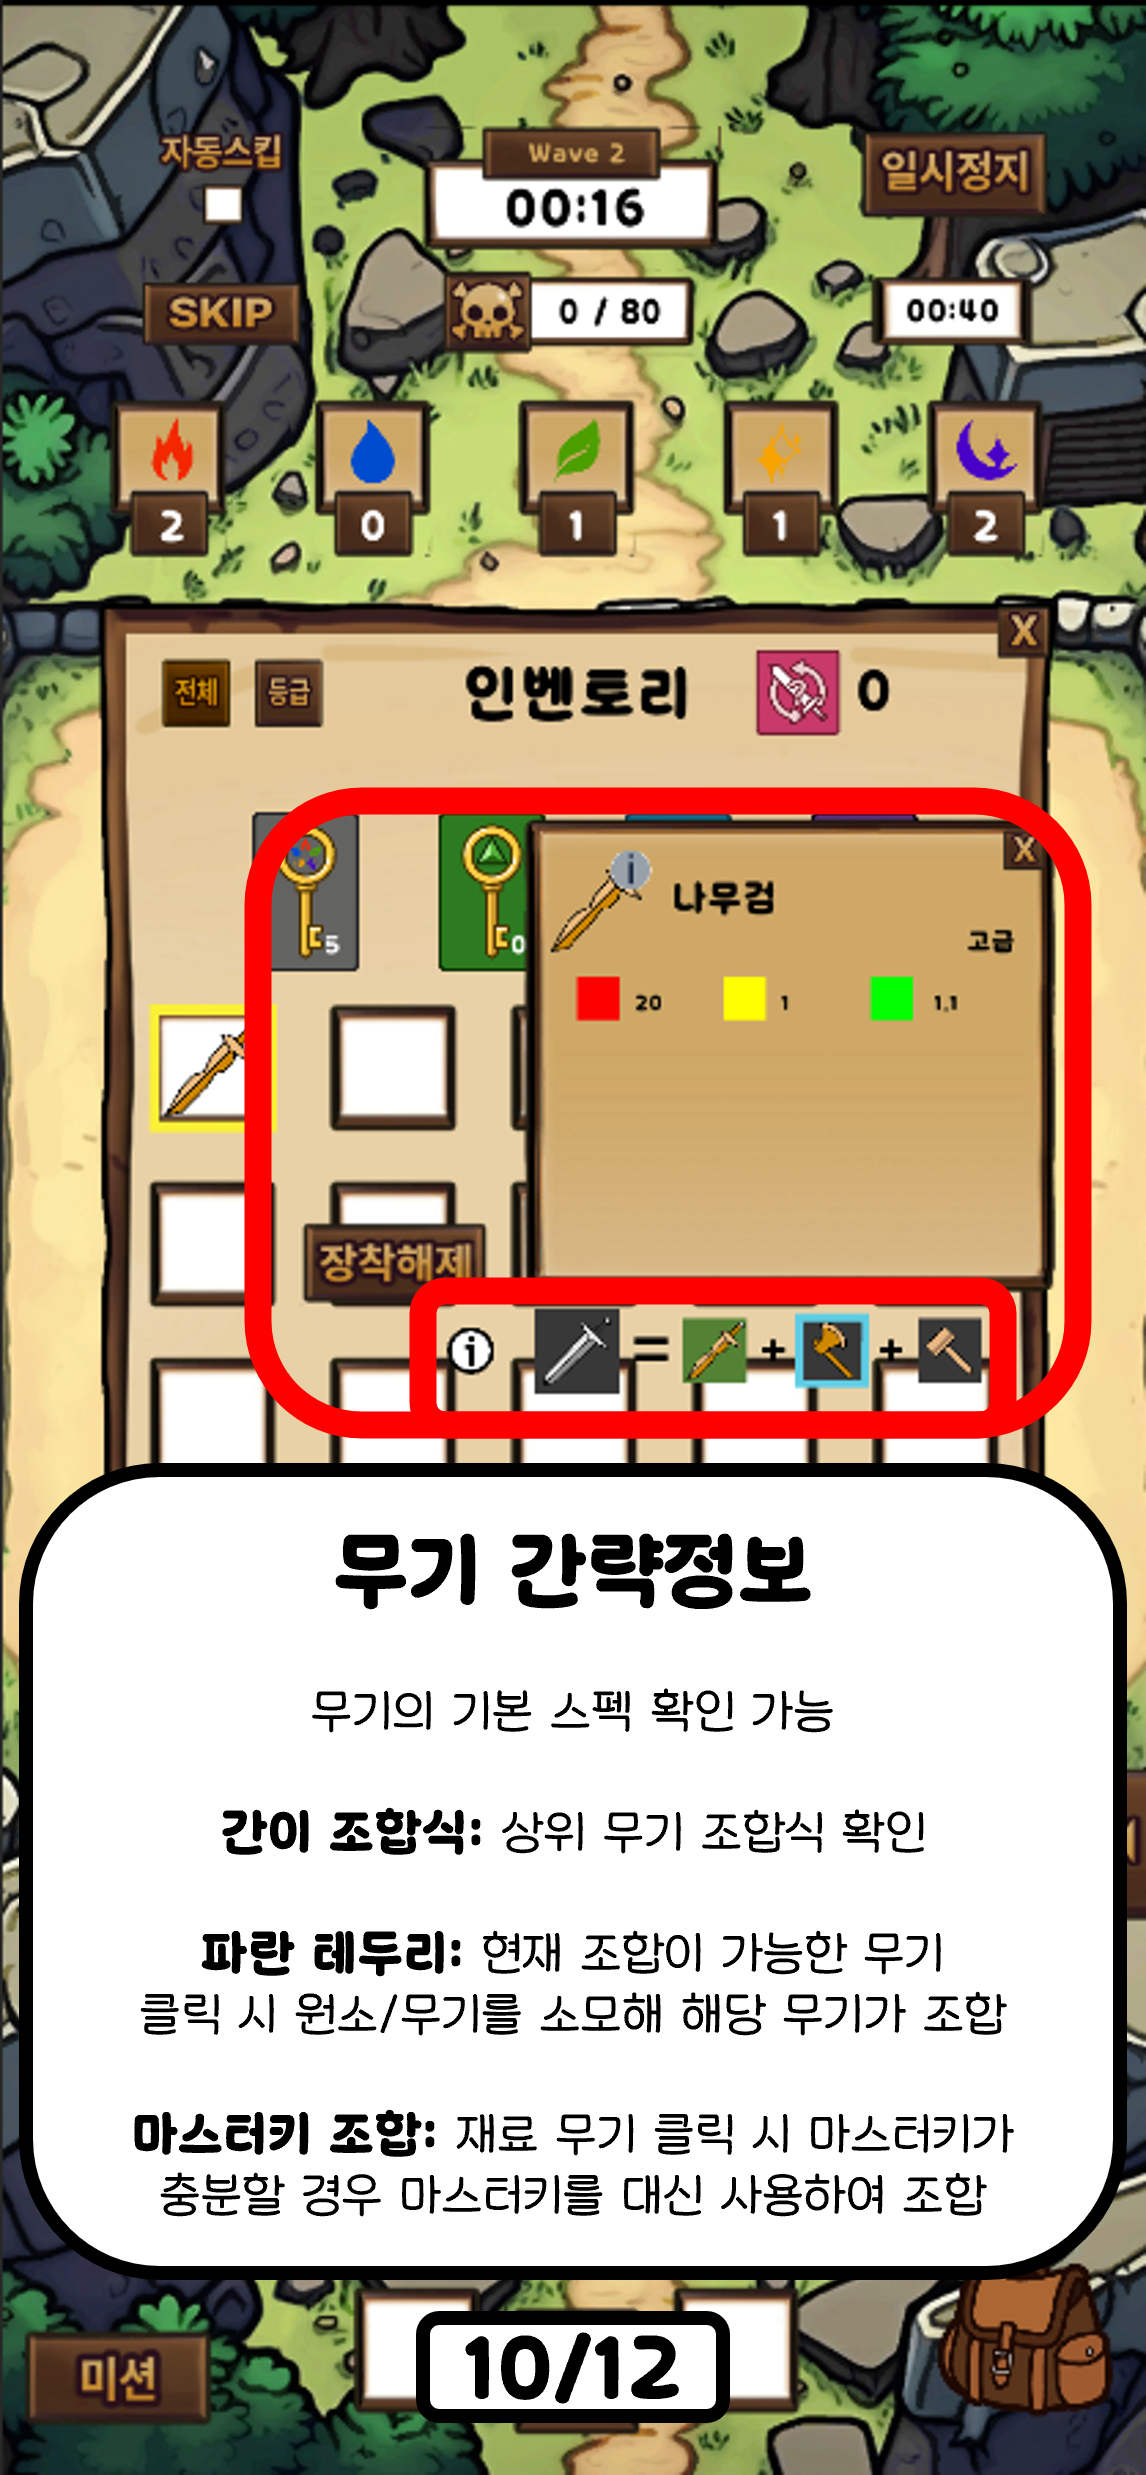 자동스킵
Wave 2
00:16
일시정지
SKIP
0 / 80
00:40
2
0
1
1
2
X
전체
등급
인벤토리
0
5
0
X
i
나무검
고급
20
1
1.1
장착해제
i
=
+
+
무기 간략정보
무기의 기본 스펙 확인 가능
간이 조합식: 상위 무기 조합식 확인
파란 테두리: 현재 조합이 가능한 무기
클릭 시 원소/무기를 소모해 해당 무기가 조합
마스터키 조합: 재료 무기 클릭 시 마스터키가
충분할 경우 마스터키를 대신 사용하여 조합
미션
10/12